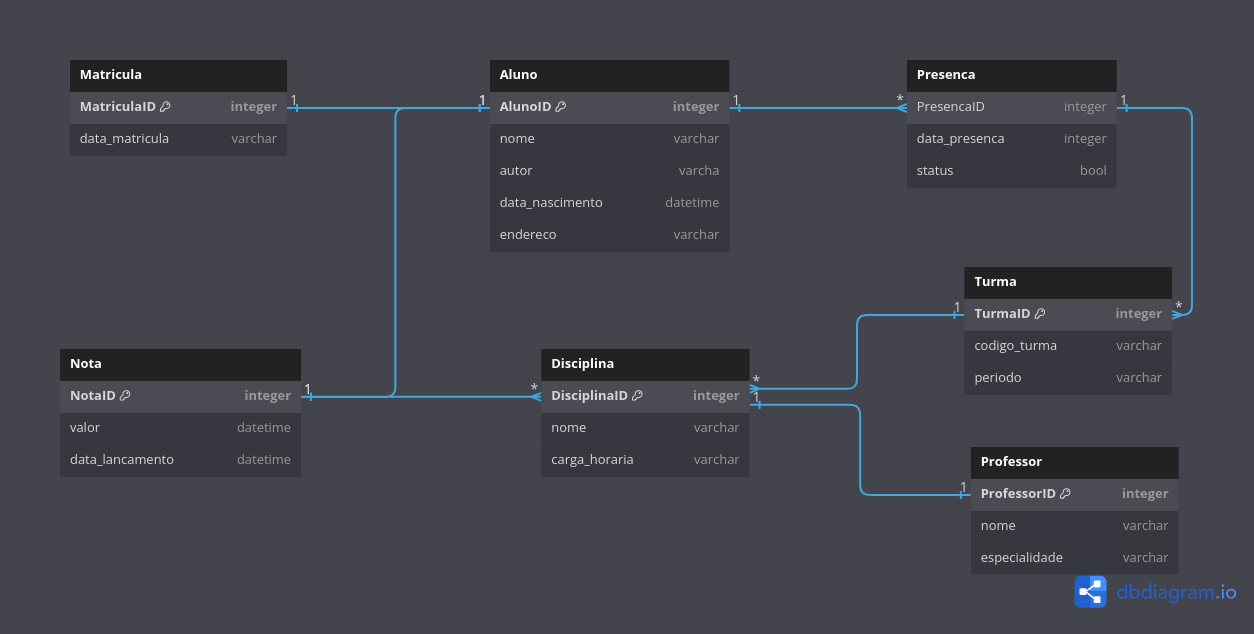 Matricula
MatriculaID integer
data_matricula varchar
1
1
Aluno
AlunoID integer
nome varchar
autor varcha
data_nascimento datetime
endereco varchar
1
*
Presenca
PresencaID integer
data_presenca integer
status bool
1
Turma
TurmaID integer
codigo_turma varchar
periodo varchar
1
*
Nota
NotaID integer
valor datetime
data_lancamento datetime
1
*
Disciplina
DisciplinaID integer
nome varchar
carga_horaria varchar
*
1
Professor
ProfessorID integer
nome varchar
especialidade varchar
1
dbdiagram.io